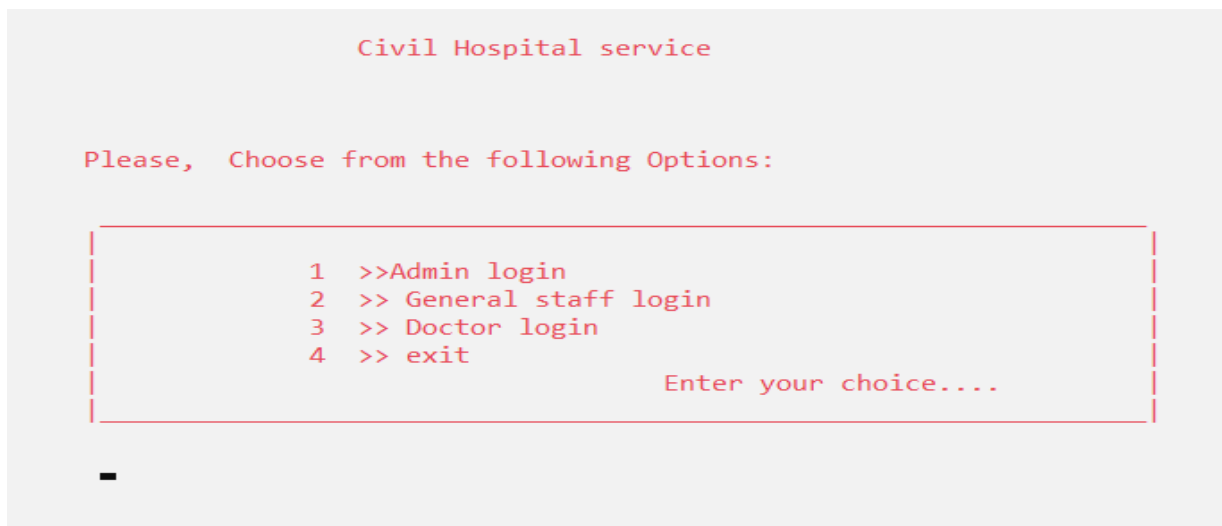 Civil Hospital service
Please,  Choose from the following Options:
1  >>Admin login
2  >> General staff login
3  >> Doctor login
4  >> exit
Enter your choice....